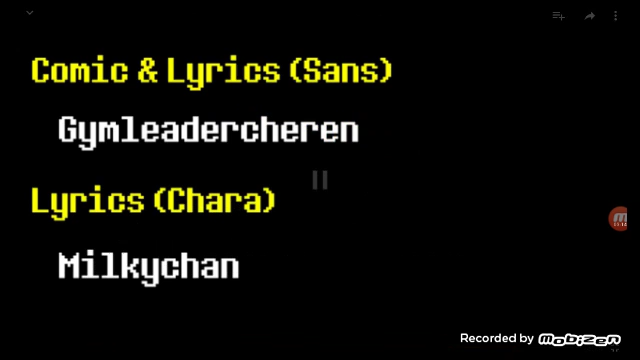 Comic & Lyrics (Sans)
Gymleadercheren
Lyrics (Chara)
Milkychan
Recorded by Mobizen